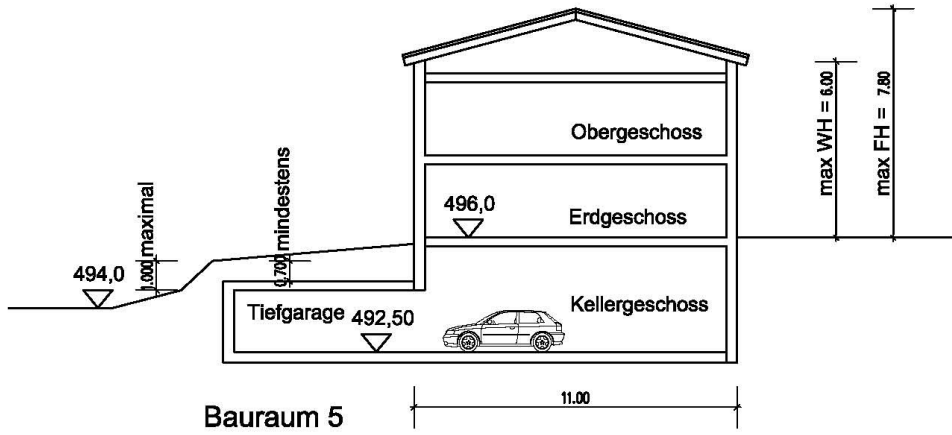 Obergeschoss
max WH = 6.00
max FH = 7.80
1.000 maximal
0,700 mindestens
496,0
Erdgeschoss
494,0
Tiefgarage
492,50
Kellergeschoss
11.00
Bauraum 5